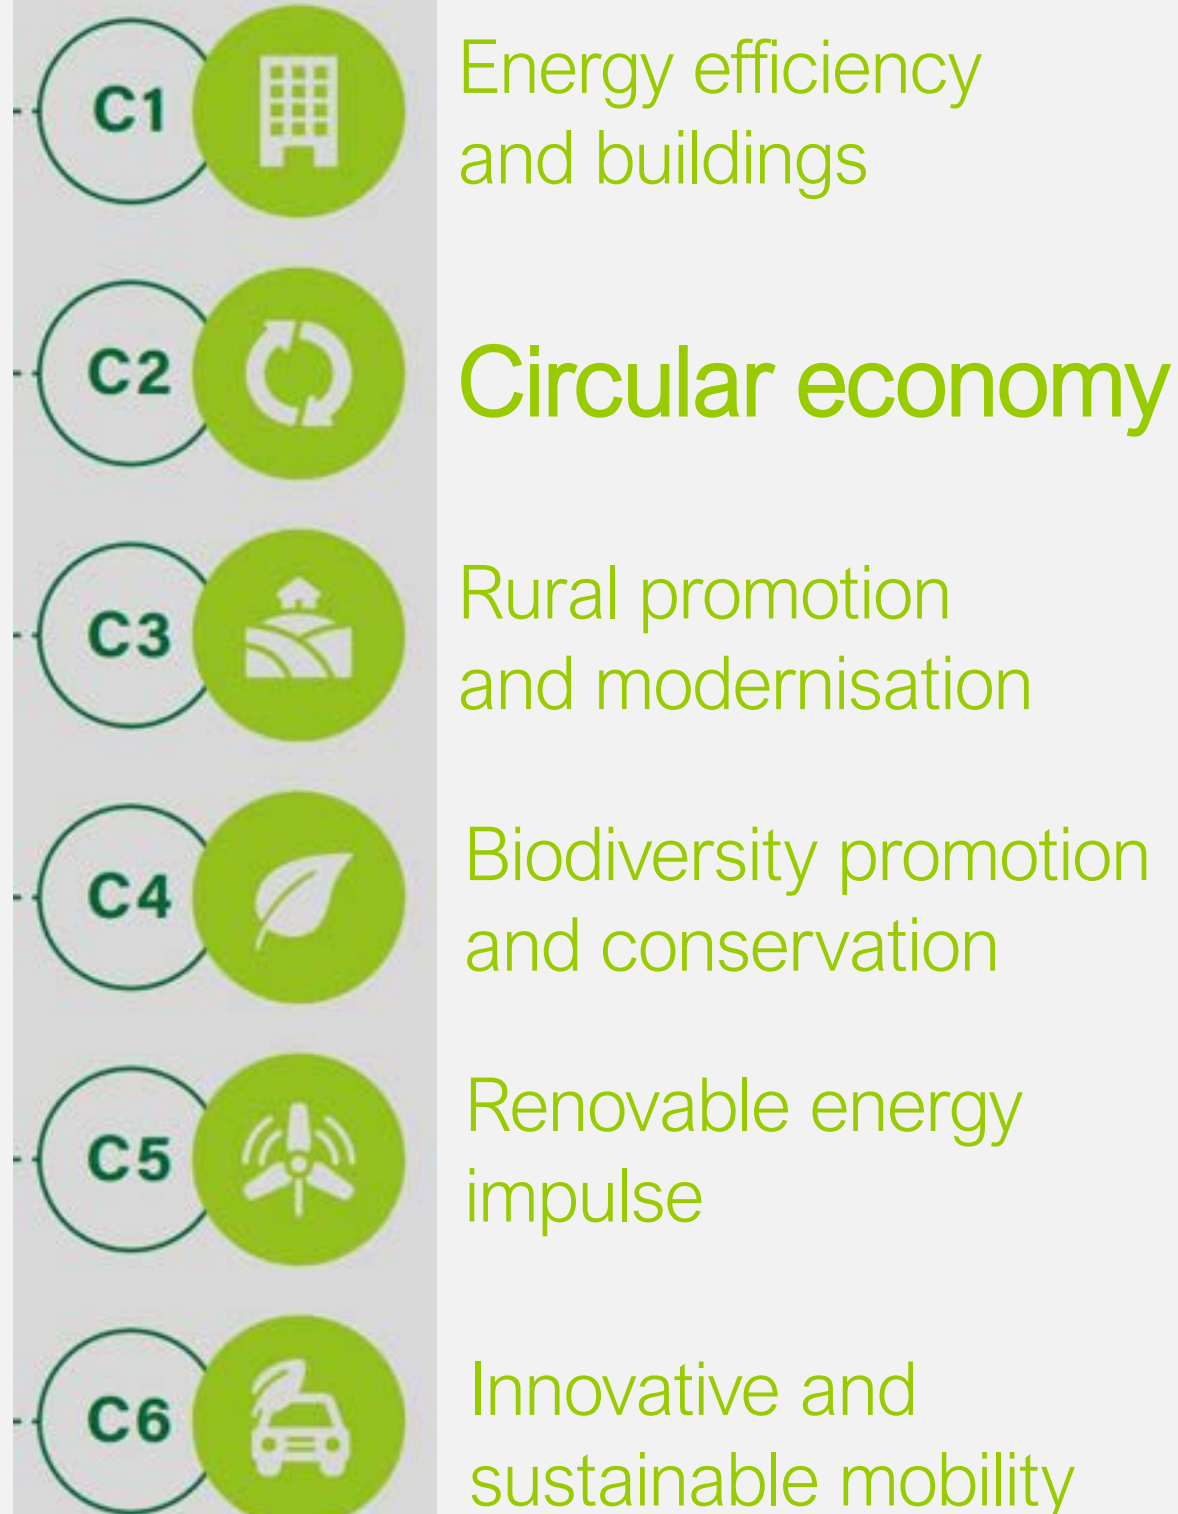 C1
Energy efficiency
and buildings
C2
Circular economy
C3
Rural promotion
and modernisation
C4
Biodiversity promotion
and conservation
C5
Renovable energy
impulse
C6
Innovative and
sustainable mobility